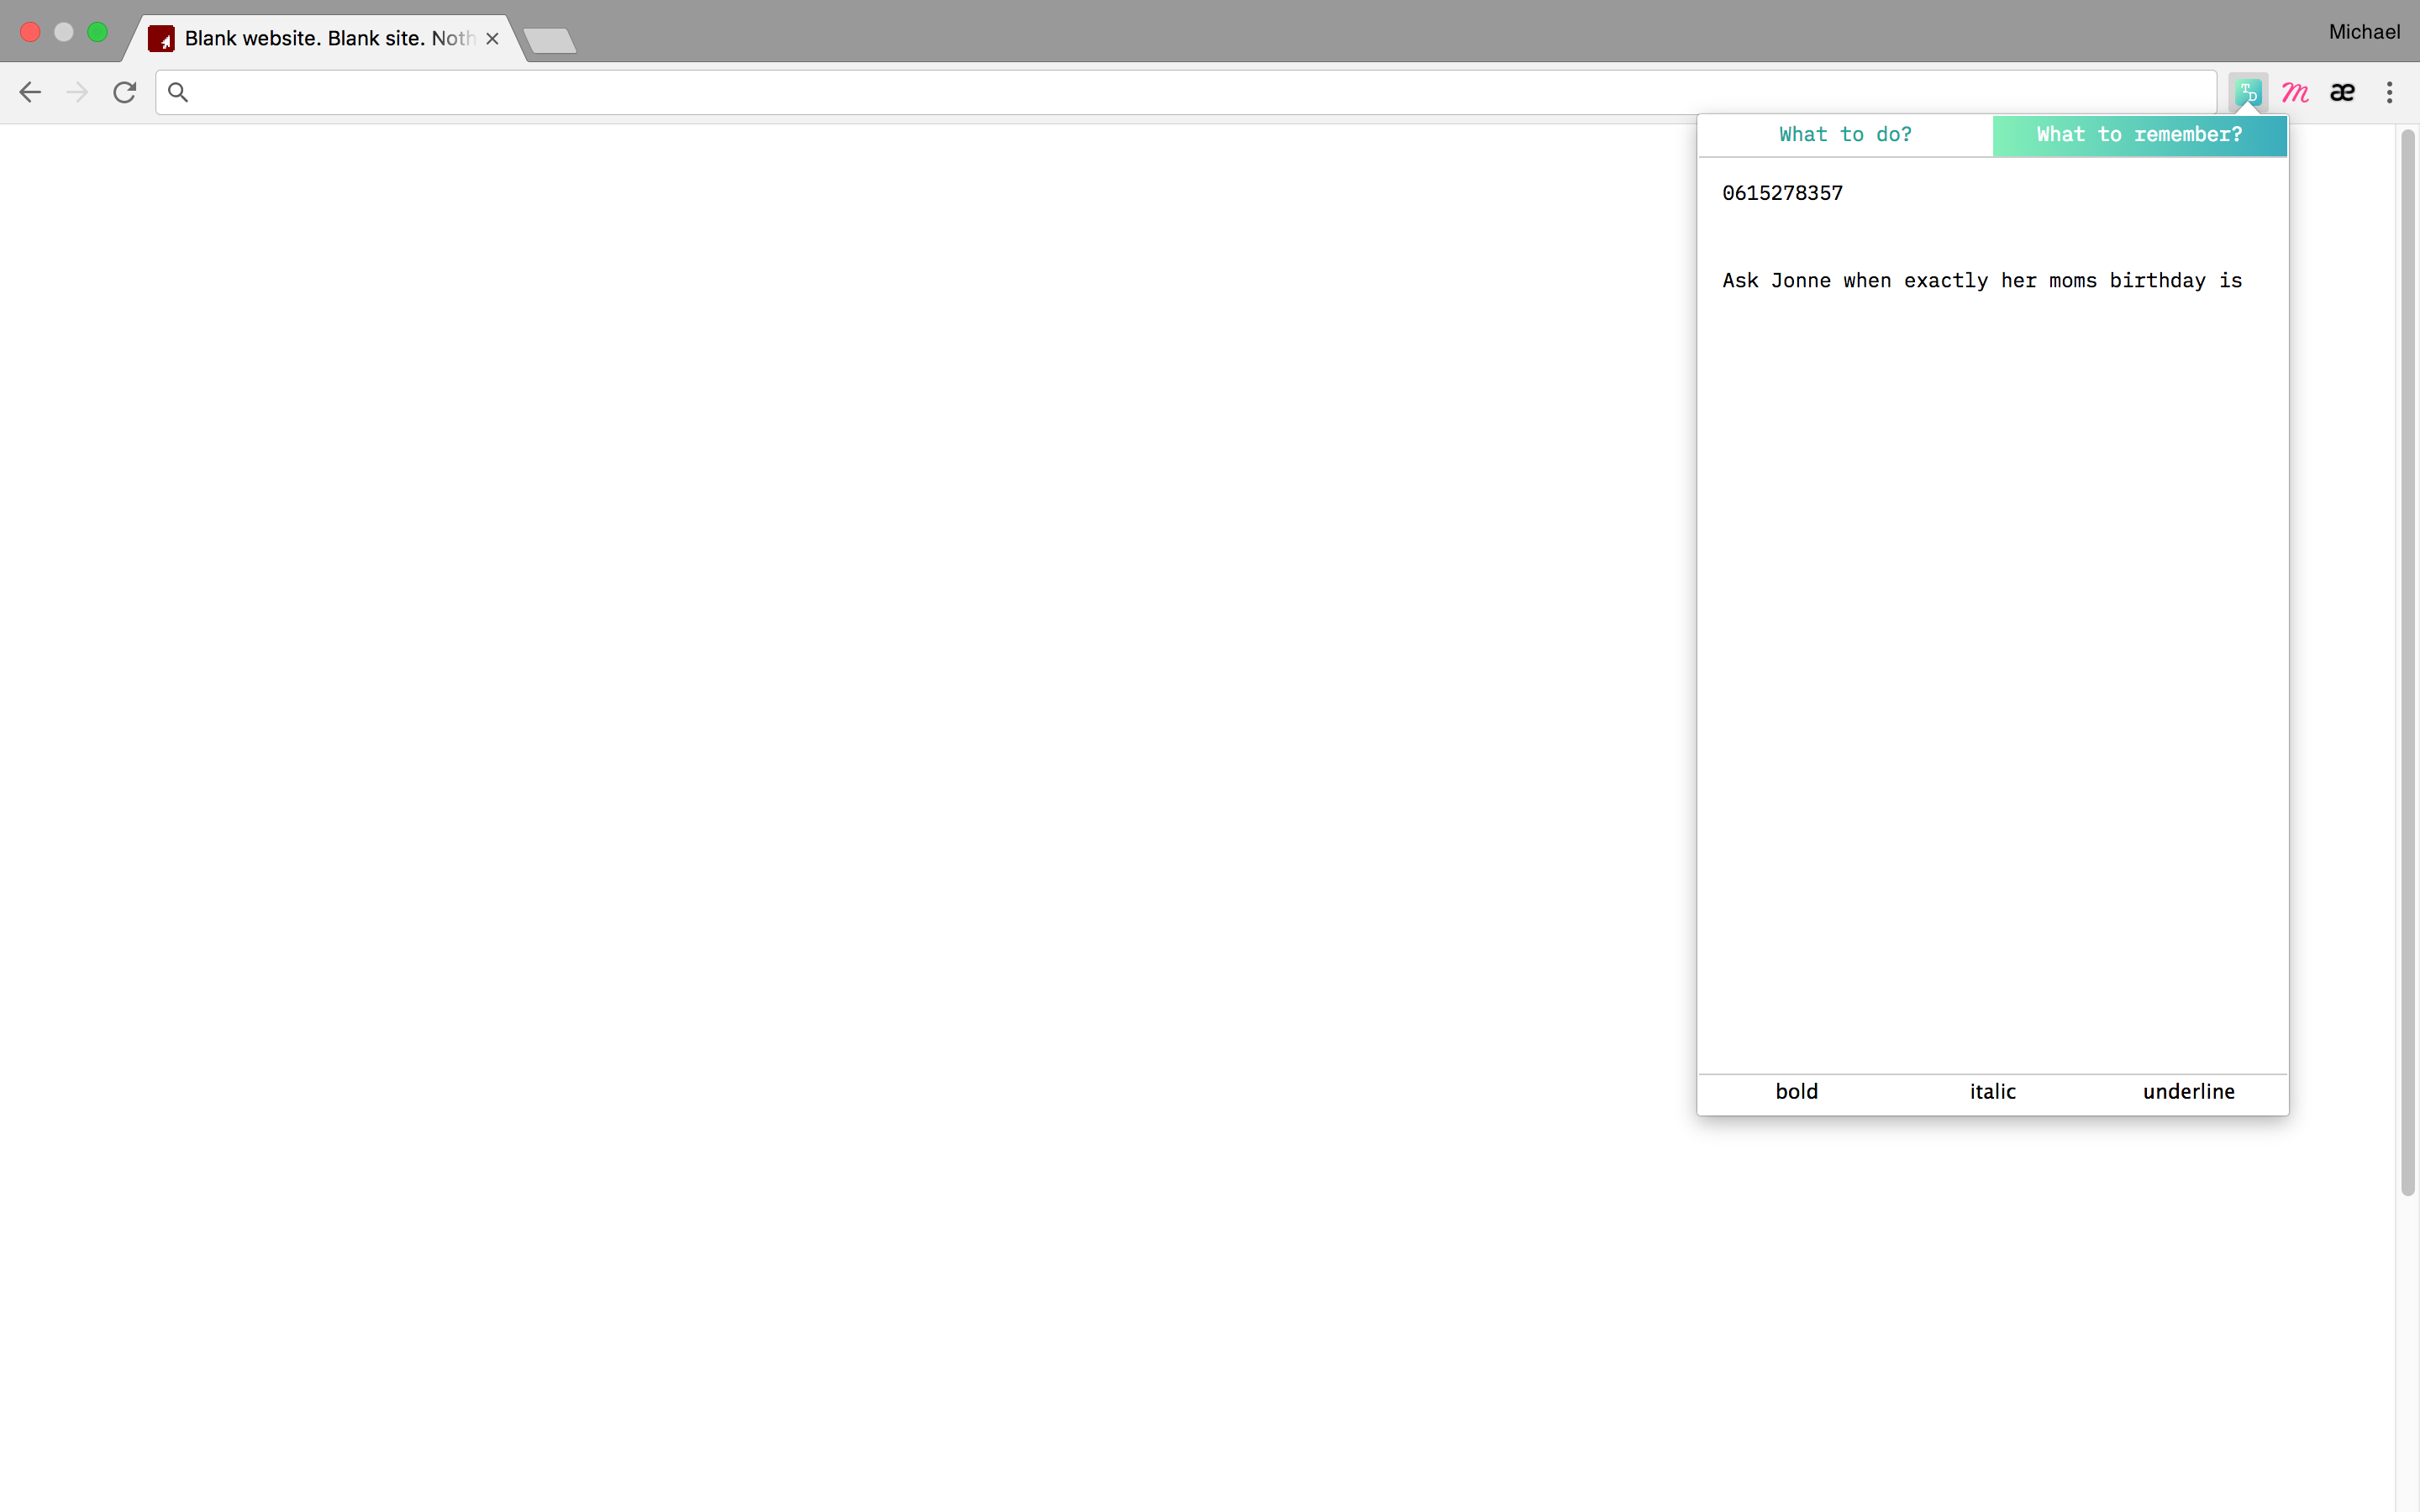 Blank website. Blank site. Noth
Michael
What to do?
What to remember?
0615278357
Ask Jonne when exactly her moms birthday is
bold
italic
underline
TD
m
æ